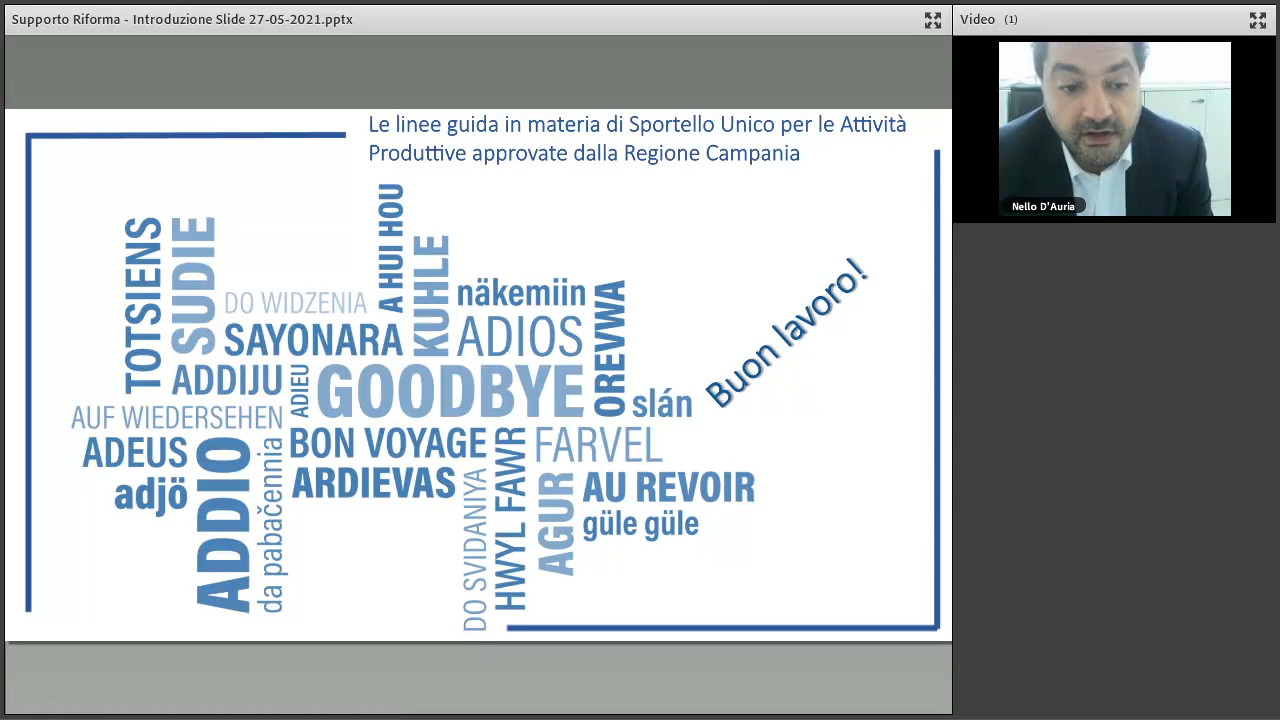 Supporto Riforma - Introduzione Slide 27-05-2021.pptx
Video (1)
Nello D'Auria
Le linee guida in materia di Sportello Unico per le Attività
Produttive approvate dalla Regione Campania
TOTSIENS
SUDIE
A HUI HOU
KUHLE
DO WIDZENIA
näkemiin
OREVWA
SAYONARA
ADIOS
Buon lavoro!
ADDIJU
ADIEU
GOODBYE
slán
AUF WIEDERSEHEN
ADEUS
ADDIO
da pabačennia
BON VOYAGE
HWYL FAWR
FARVEL
adjö
ARDIEVAS
DO SVIDANIYA
AGUR
AU REVOIR
güle güle